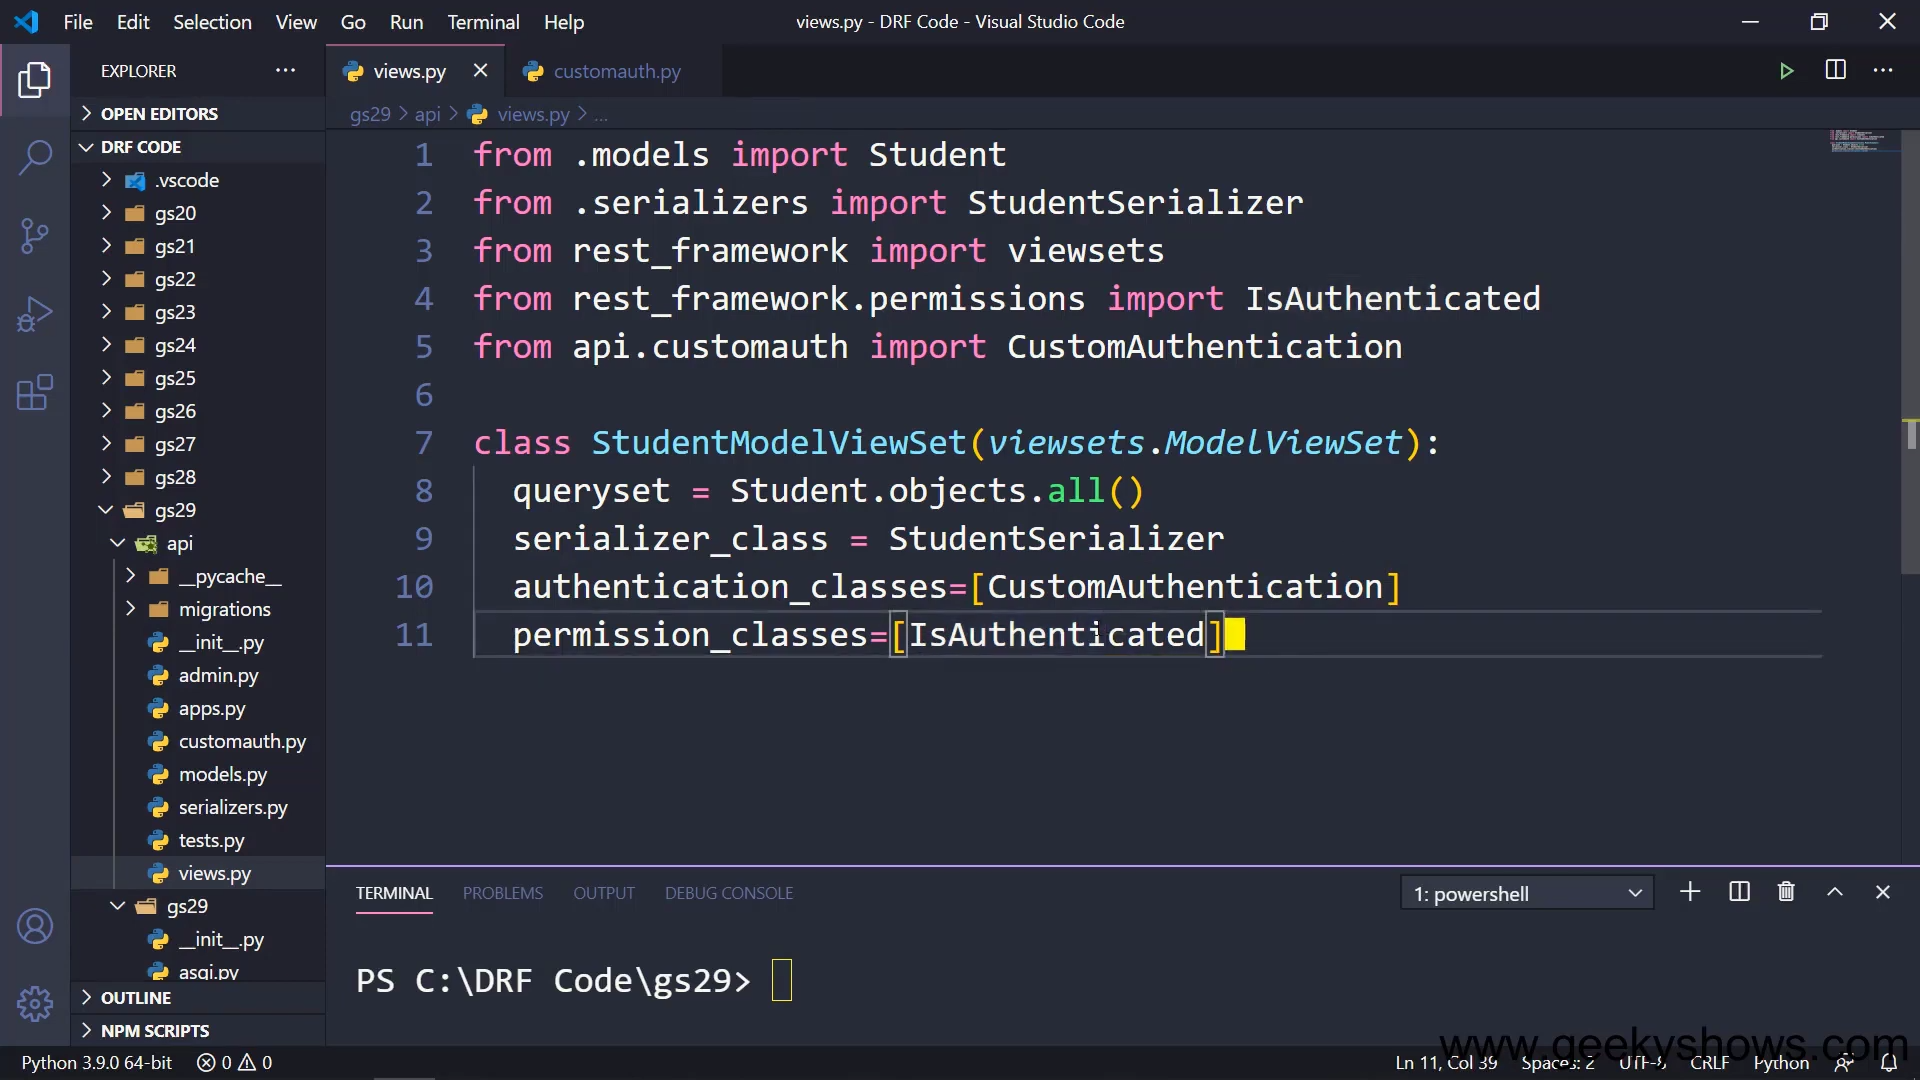 File Edit Selection View Go Run Terminal Help
views.py - DRF Code - Visual Studio Code
EXPLORER
views.py
customauth.py
OPEN EDITORS
gs29 > api > views.py > ...
DRF CODE
.vscode
gs20
gs21
gs22
gs23
gs24
gs25
gs26
gs27
gs28
gs29
api
__pycache__
migrations
__init__.py
admin.py
apps.py
customauth.py
models.py
serializers.py
tests.py
views.py
gs29
__init__.py
asgi.py
OUTLINE
NPM SCRIPTS
1 from .models import Student
2 from .serializers import StudentSerializer
3 from rest_framework import viewsets
4 from rest_framework.permissions import IsAuthenticated
5 from api.customauth import CustomAuthentication
6
7 class StudentModelViewSet(viewsets.ModelViewSet):
8 queryset = Student.objects.all()
9 serializer_class = StudentSerializer
10 authentication_classes=[CustomAuthentication]
11 permission_classes=[IsAuthenticated]
TERMINAL PROBLEMS OUTPUT DEBUG CONSOLE
1: powershell
PS C:\DRF Code\gs29>
www.geekyshows.com
Python 3.9.0 64-bit 0 0
Ln 11, Col 39 Spaces: 2 UTF-8 CRLF Python